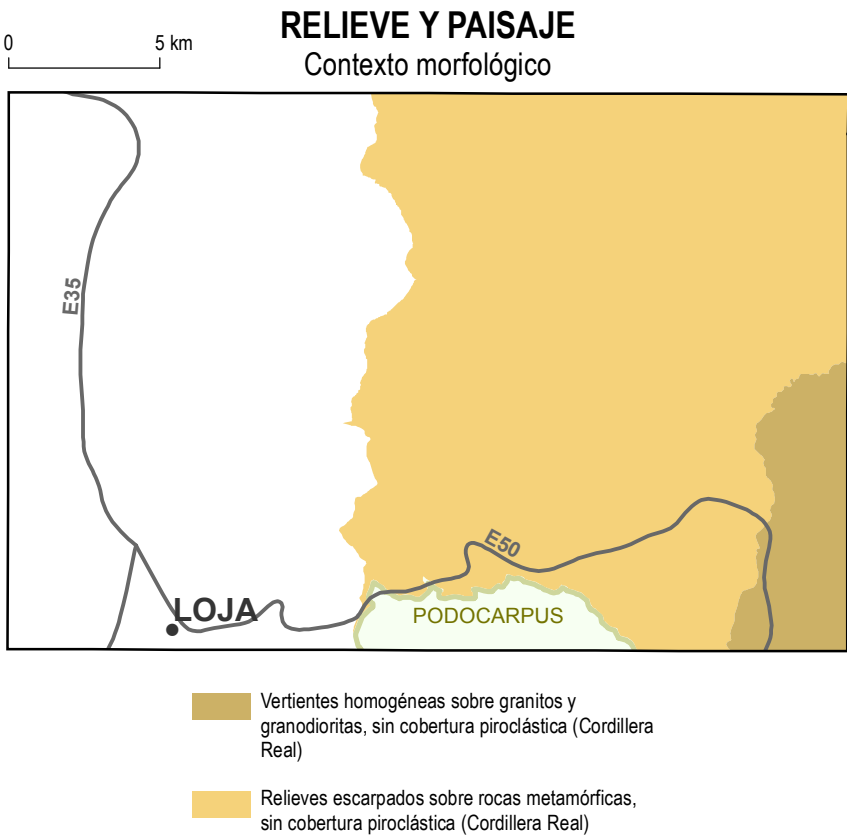 RELIEVE Y PAISAJE
Contexto morfológico
0 5 km
E35
E50
LOJA
PODOCARPUS
Vertientes homogéneas sobre granitos y
granodioritas, sin cobertura piroclástica (Cordillera
Real)
Relieves escarpados sobre rocas metamórficas,
sin cobertura piroclástica (Cordillera Real)